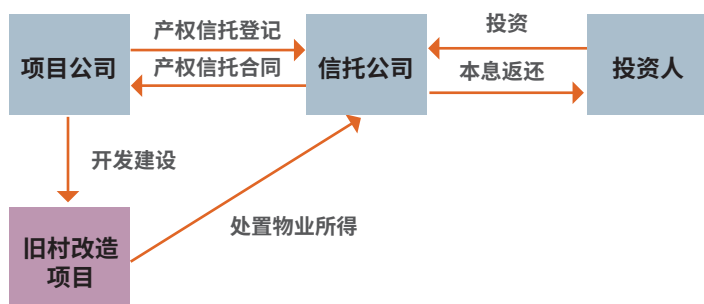 产权信托登记
投资
项目公司
信托公司
投资人
产权信托合同
本息返还
开发建设
处置物业所得
旧村改造
项目